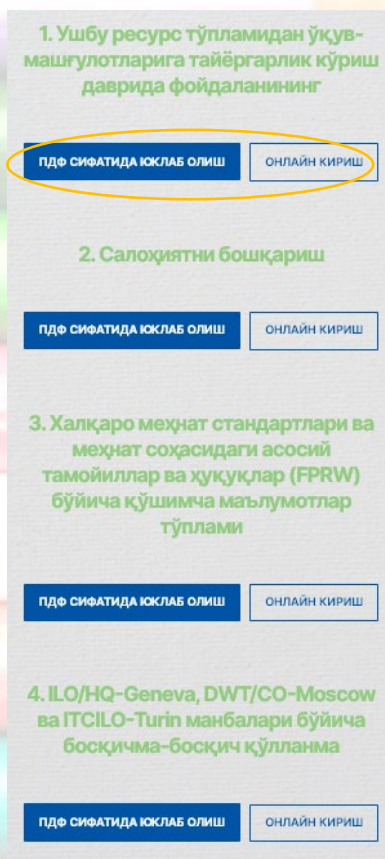 1. Ушбу ресурс тўпламидан ўқув-
машғулотларига тайёргарлик кўриш
даврида фойдаланининг
ПДФ СИФАТИДА ЮКЛАБ ОЛИШ
ОНЛАЙН КИРИШ
2. Салоҳиятни бошқариш
ПДФ СИФАТИДА ЮКЛАБ ОЛИШ
ОНЛАЙН КИРИШ
3. Халқаро меҳнат стандартлари ва
меҳнат соҳасидаги асосий
тамойиллар ва ҳуқуқлар (FPRW)
бўйича қўшимча маълумотлар
тўплами
ПДФ СИФАТИДА ЮКЛАБ ОЛИШ
ОНЛАЙН КИРИШ
4. ILO/HQ-Geneva, DWT/CO-Moscow
ва ITCILO-Turin манбалари бўйича
босқичма-босқич қўлланма
ПДФ СИФАТИДА ЮКЛАБ ОЛИШ
ОНЛАЙН КИРИШ